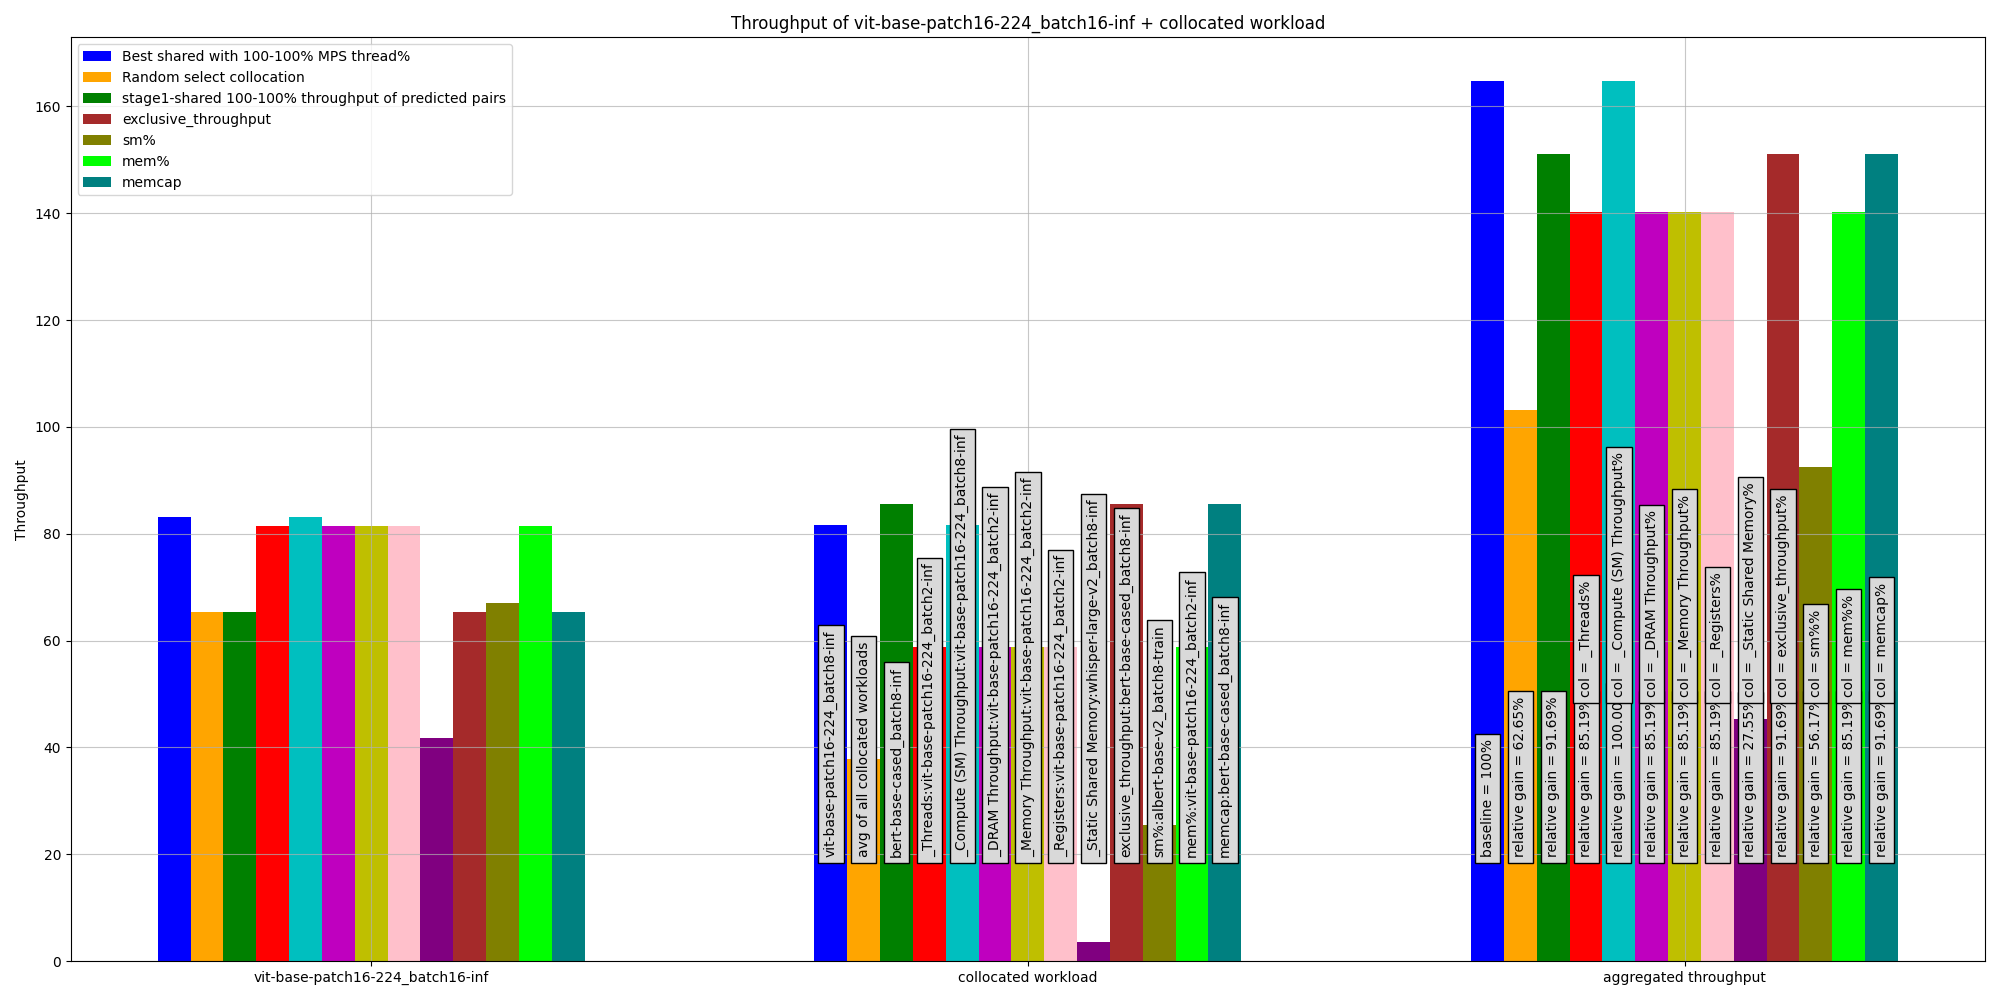 Throughput of vit-base-patch16-224_batch16-inf + collocated workload
Best shared with 100-100% MPS thread%
Random select collocation
stage1-shared 100-100% throughput of predicted pairs
exclusive_throughput
sm%
mem%
memcap
Throughput
160
140
120
100
80
60
40
20
0
vit-base-patch16-224_batch8-inf
avg of all collocated workloads
bert-base-cased_batch8-inf
_Threads:vit-base-patch16-224_batch2-inf
_Compute (SM) Throughput:vit-base-patch16-224_batch8-inf
_DRAM Throughput:vit-base-patch16-224_batch2-inf
_Memory Throughput:vit-base-patch16-224_batch2-inf
_Registers:vit-base-patch16-224_batch2-inf
_Static Shared Memory:whisper-large-v2_batch8-inf
exclusive_throughput:bert-base-cased_batch8-inf
sm%:albert-base-v2_batch8-train
mem%:vit-base-patch16-224_batch2-inf
memcap:bert-base-cased_batch8-inf
baseline = 100%
relative gain = 62.65%
relative gain = 91.69%
relative gain = 85.19% col = _Threads%
relative gain = 100.00 col = _Compute (SM) Throughput%
relative gain = 85.19% col = _DRAM Throughput%
relative gain = 85.19% col = _Memory Throughput%
relative gain = 85.19% col = _Registers%
relative gain = 27.55% col = _Static Shared Memory%
relative gain = 91.69% col = exclusive_throughput%
relative gain = 56.17% col = sm%%
relative gain = 85.19% col = mem%%
relative gain = 91.69% col = memcap%
vit-base-patch16-224_batch16-inf
collocated workload
aggregated throughput